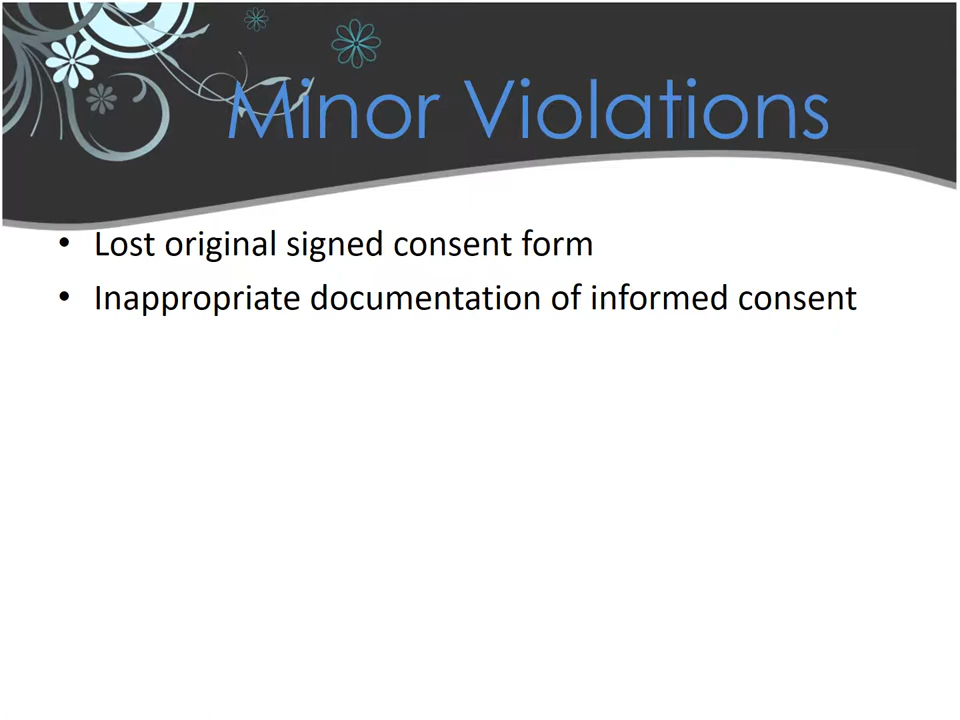 Minor Violations
• Lost original signed consent form
• Inappropriate documentation of informed consent